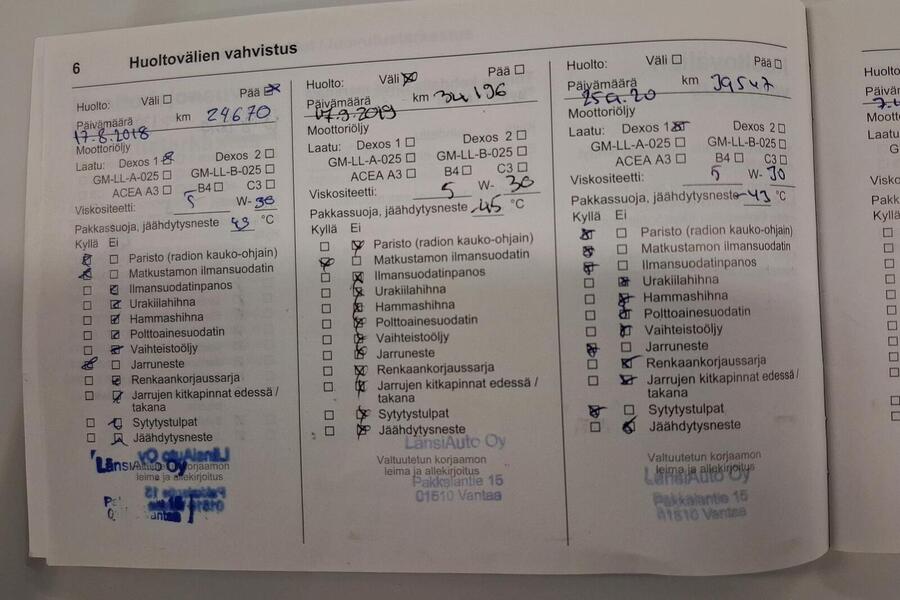 6 Huoltovälien vahvistus
Huolto: Väli Pää
Päivämäärä km 24670
17.8.2018
Moottoriöljy
Laatu: Dexos 1 Dexos 2
GM-LL-A-025 GM-LL-B-025
ACEA A3 B4 C3
Viskositeetti: 5 W- 30
Pakkassuoja, jäähdytysneste 43 °C
Kyllä Ei
Paristo (radion kauko-ohjain)
Matkustamon ilmansuodatin
Ilmansuodatinpanos
Urakiilahihna
Hammashihna
Polttoainesuodatin
Vaihteistoöljy
Jarruneste
Renkaankorjaussarja
Jarrujen kitkapinnat edessä /
takana
Sytytystulpat
Jäähdytysneste
LänsiAuto Oy
Valtuutetun korjaamon
leima ja allekirjoitus
Huolto: Väli Pää
Päivämäärä km 34196
17.9.2019
Moottoriöljy
Laatu: Dexos 1 Dexos 2
GM-LL-A-025 GM-LL-B-025
ACEA A3 B4 C3
Viskositeetti: 5 W- 30
Pakkassuoja, jäähdytysneste -45 °C
Kyllä Ei
Paristo (radion kauko-ohjain)
Matkustamon ilmansuodatin
Ilmansuodatinpanos
Urakiilahihna
Hammashihna
Polttoainesuodatin
Vaihteistoöljy
Jarruneste
Renkaankorjaussarja
Jarrujen kitkapinnat edessä /
takana
Sytytystulpat
Jäähdytysneste
LänsiAuto Oy
Valtuutetun korjaamon
leima ja allekirjoitus
Pakkalantie 15
01510 Vantaa
Huolto: Väli Pää
Päivämäärä km 39547
Moottoriöljy
Laatu: Dexos 1 Dexos 2
GM-LL-A-025 GM-LL-B-025
ACEA A3 B4 C3
Viskositeetti: 5 W- 30
Pakkassuoja, jäähdytysneste -43 °C
Kyllä Ei
Paristo (radion kauko-ohjain)
Matkustamon ilmansuodatin
Ilmansuodatinpanos
Urakiilahihna
Hammashihna
Polttoainesuodatin
Vaihteistoöljy
Jarruneste
Renkaankorjaussarja
Jarrujen kitkapinnat edessä /
takana
Sytytystulpat
Jäähdytysneste
Valtuutetun korjaamon
leima ja allekirjoitus
LänsiAuto Oy
Pakkalantie 15
01510 Vantaa